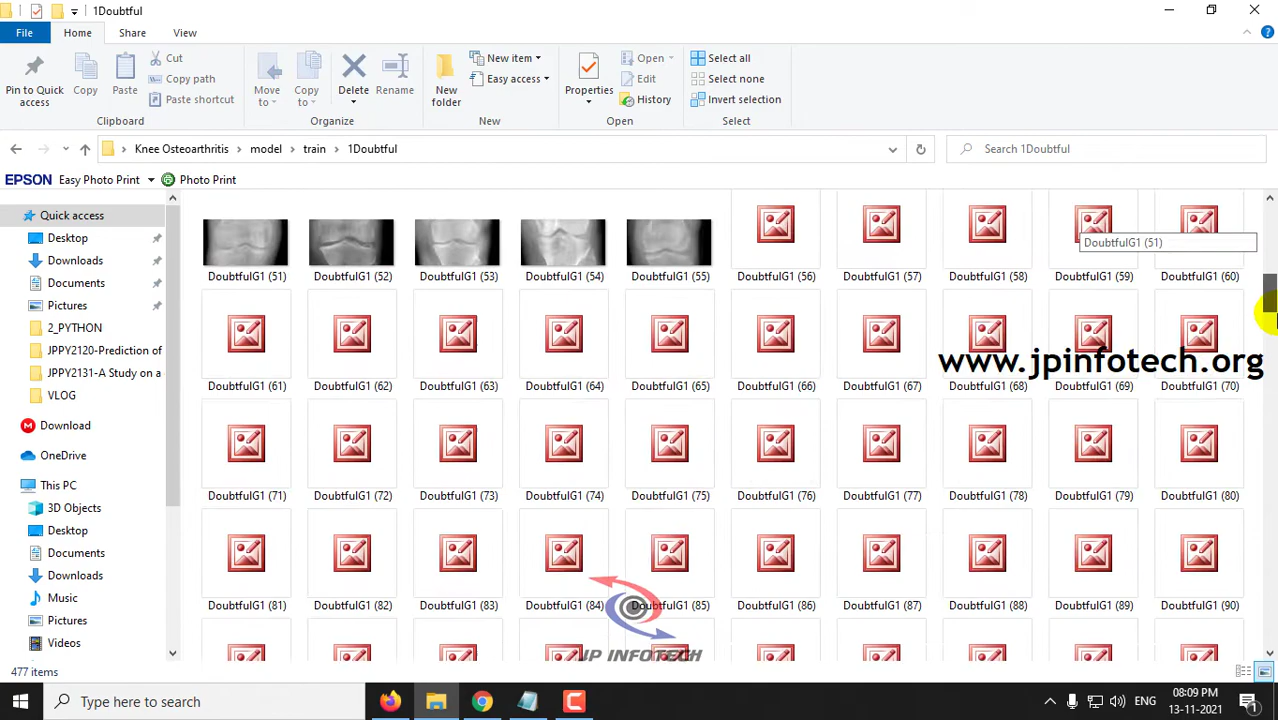 1Doubtful
File Home Share View
Pin to Quick access
Copy
Paste
Cut
Copy path
Paste shortcut
Move to
Copy to
Delete
Rename
New folder
New item
Easy access
Properties
Open
Edit
History
Select all
Select none
Invert selection
Clipboard Organize New Open Select
Knee Osteoarthritis model train 1Doubtful
Search 1Doubtful
EPSON Easy Photo Print Photo Print
Quick access
Desktop
Downloads
Documents
Pictures
2_PYTHON
JPPY2120-Prediction of
JPPY2131-A Study on a
VLOG
Download
OneDrive
This PC
3D Objects
Desktop
Documents
Downloads
Music
Pictures
Videos
DoubtfulG1 (51)
DoubtfulG1 (51) DoubtfulG1 (52) DoubtfulG1 (53) DoubtfulG1 (54) DoubtfulG1 (55) DoubtfulG1 (56) DoubtfulG1 (57) DoubtfulG1 (58) DoubtfulG1 (59) DoubtfulG1 (60)
www.jpinfotech.org
DoubtfulG1 (61) DoubtfulG1 (62) DoubtfulG1 (63) DoubtfulG1 (64) DoubtfulG1 (65) DoubtfulG1 (66) DoubtfulG1 (67) DoubtfulG1 (68) DoubtfulG1 (69) DoubtfulG1 (70)
DoubtfulG1 (71) DoubtfulG1 (72) DoubtfulG1 (73) DoubtfulG1 (74) DoubtfulG1 (75) DoubtfulG1 (76) DoubtfulG1 (77) DoubtfulG1 (78) DoubtfulG1 (79) DoubtfulG1 (80)
DoubtfulG1 (81) DoubtfulG1 (82) DoubtfulG1 (83) DoubtfulG1 (84) DoubtfulG1 (85) DoubtfulG1 (86) DoubtfulG1 (87) DoubtfulG1 (88) DoubtfulG1 (89) DoubtfulG1 (90)
JP INFOTECH
477 items
Type here to search
ENG
08:09 PM
13-11-2021
1